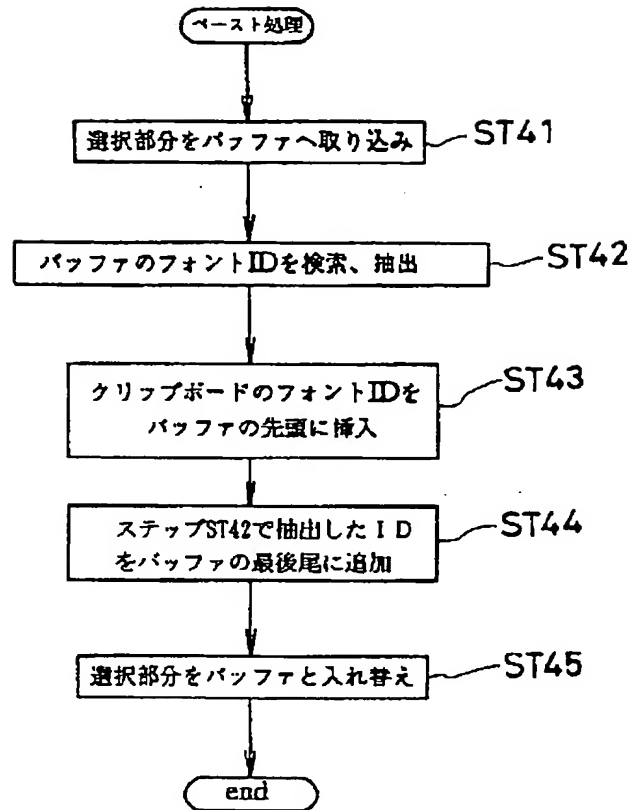 ペースト処理
選択部分をバッファへ取り込み
ST41
バッファのフォントIDを検索、抽出
ST42
クリップボードのフォントIDを
バッファの先頭に挿入
ST43
ステップST42で抽出したID
をバッファの最後尾に追加
ST44
選択部分をバッファと入れ替え
ST45
end